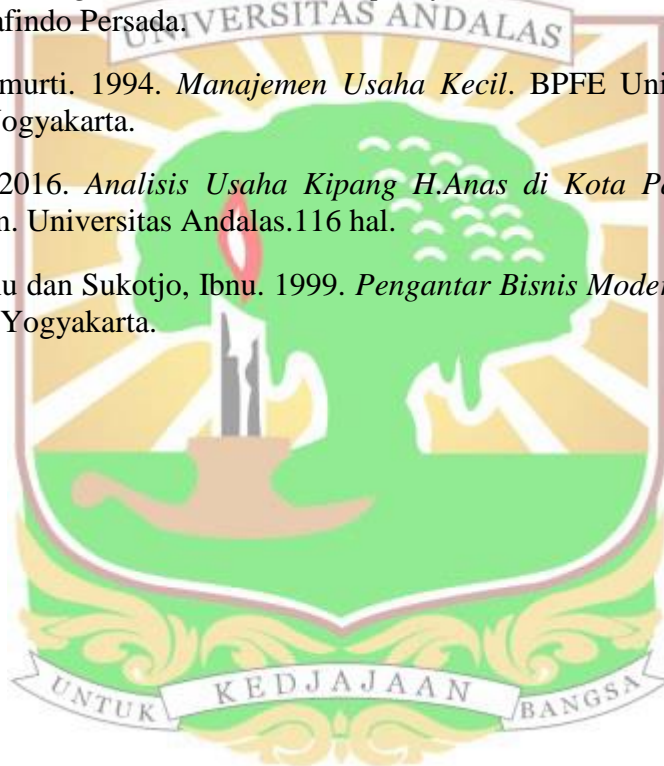 afindo Persada.
UNIVERSITAS ANDALAS
murti. 1994. Manajemen Usaha Kecil. BPFE Uni
Yogyakarta.
2016. Analisis Usaha Kipang H.Anas di Kota Pa
n. Universitas Andalas.116 hal.
u dan Sukotjo, Ibnu. 1999. Pengantar Bisnis Moder
Yogyakarta.
UNTUK KEDJAJAAN BANGSA